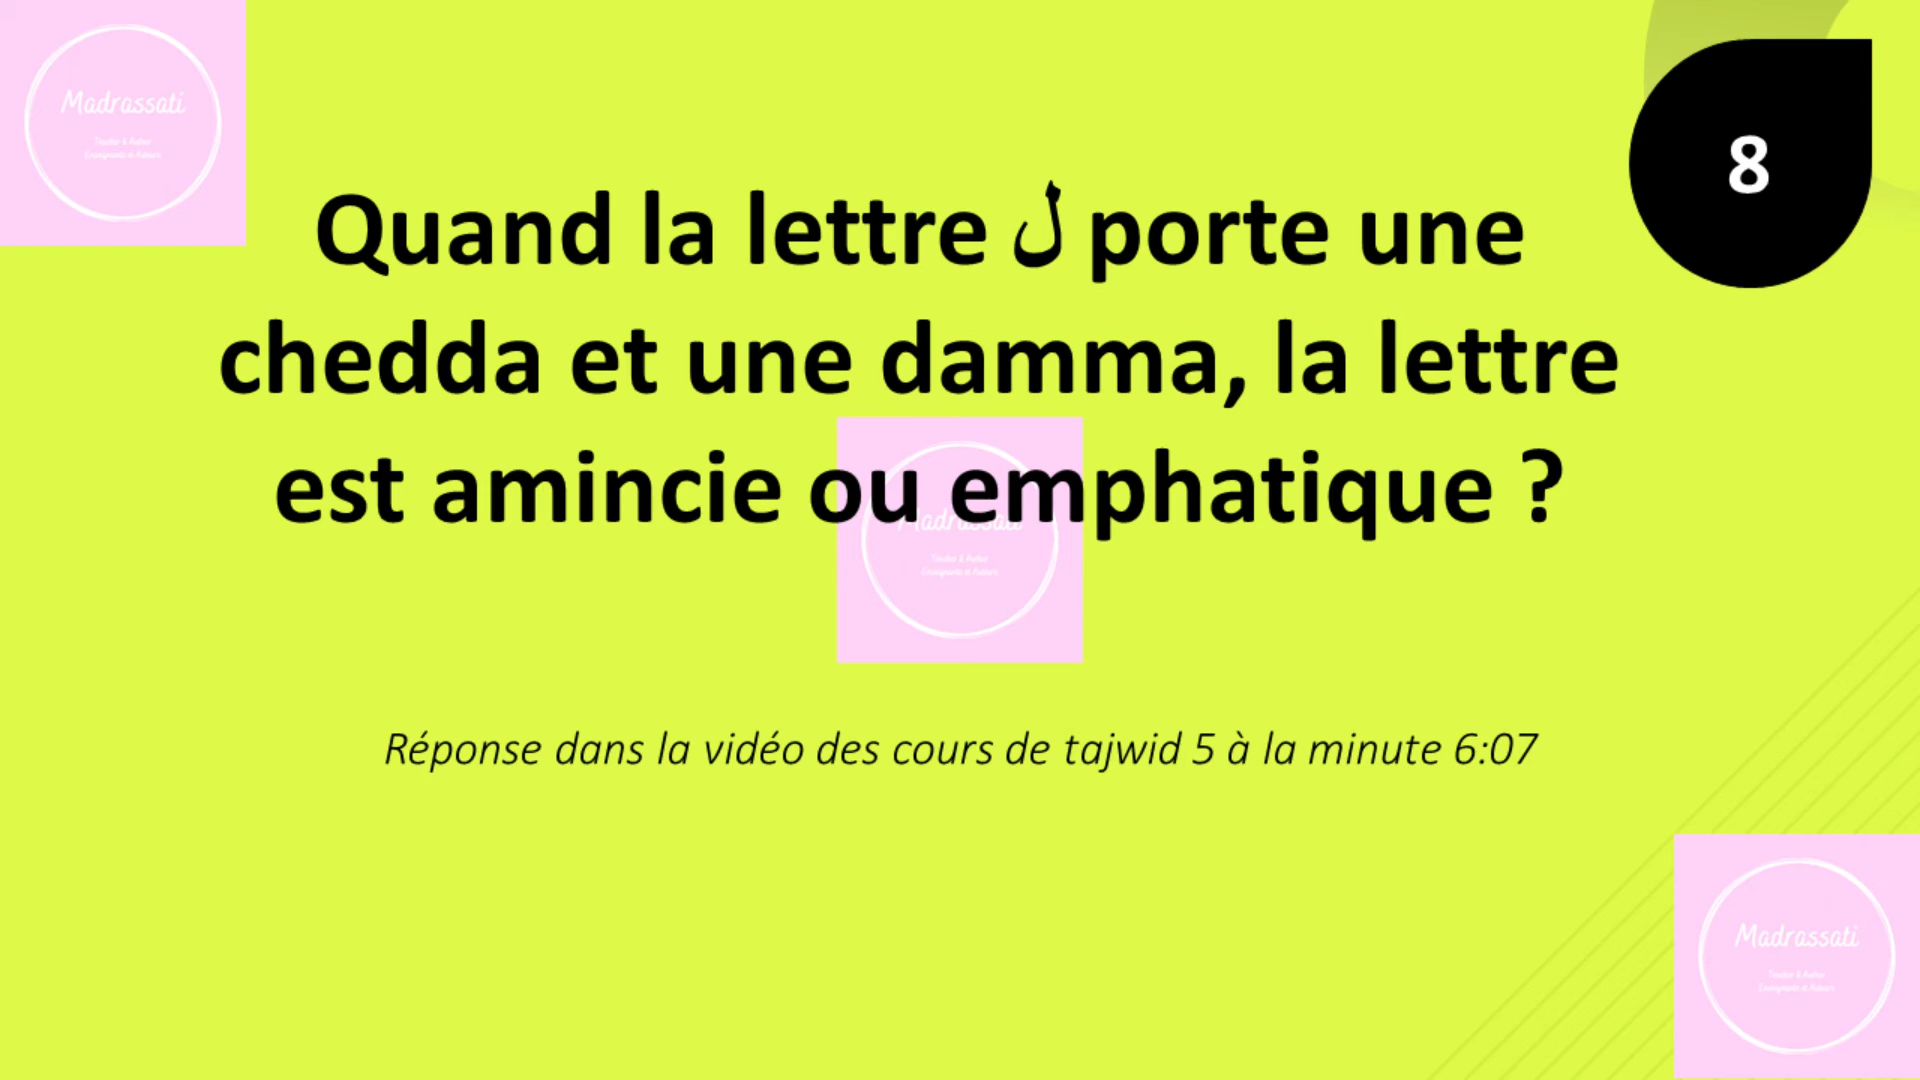 Madrassati
8
Quand la lettre ل porte une
chedda et une damma, la lettre
est amincie ou emphatique ?
Madrassati
Réponse dans la vidéo des cours de tajwid 5 à la minute 6:07
Madrassati